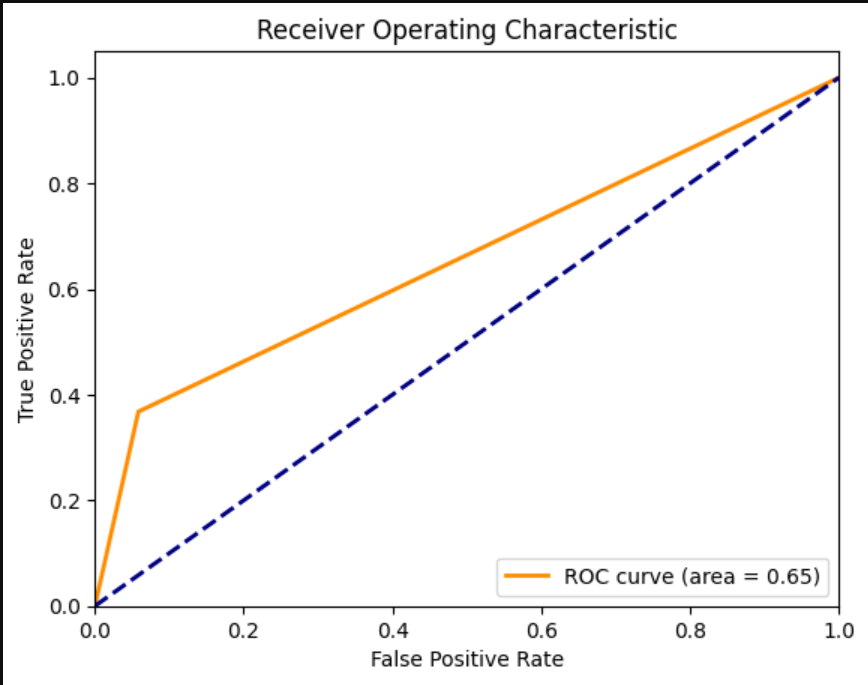 Receiver Operating Characteristic
True Positive Rate
1.0
0.8
0.6
0.4
0.2
0.0
ROC curve (area = 0.65)
0.0 0.2 0.4 0.6 0.8 1.0
False Positive Rate